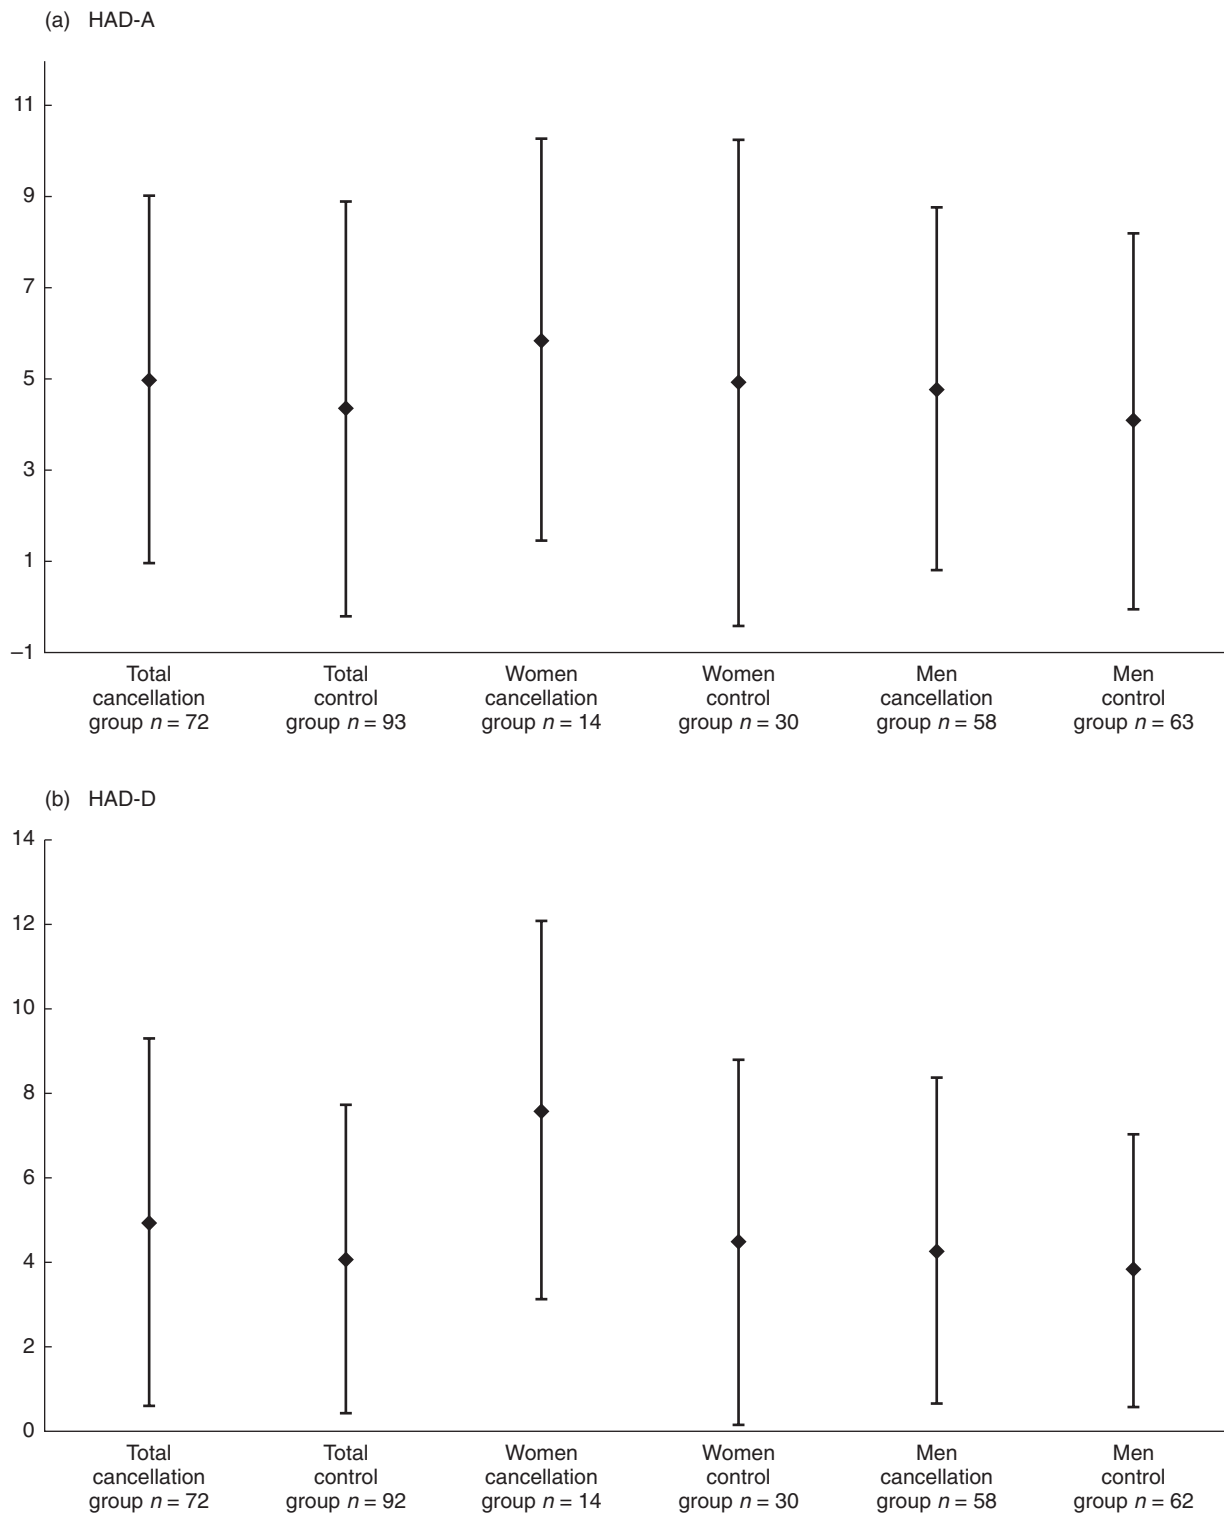 (a) HAD-A
11
9
7
5
3
1
–1
Total cancellation group n = 72
Total control group n = 93
Women cancellation group n = 14
Women control group n = 30
Men cancellation group n = 58
Men control group n = 63
(b) HAD-D
14
12
10
8
6
4
2
0
Total cancellation group n = 72
Total control group n = 92
Women cancellation group n = 14
Women control group n = 30
Men cancellation group n = 58
Men control group n = 62